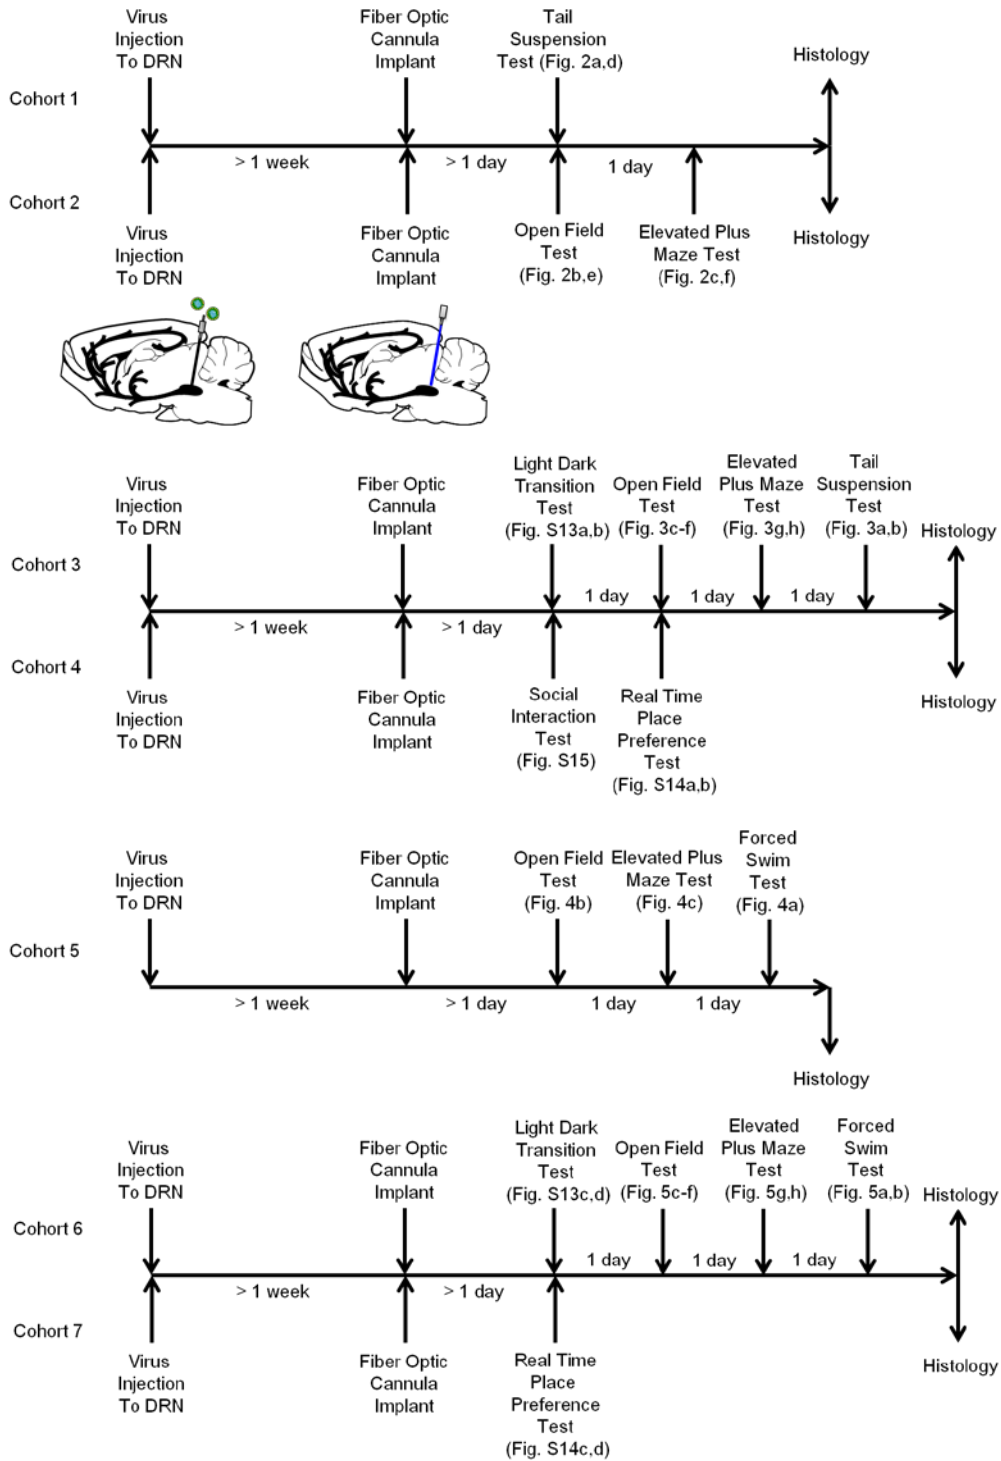 Virus
Injection
To DRN
Fiber Optic
Cannula
Implant
Tail
Suspension
Test (Fig. 2a,d)
Histology
Cohort 1
> 1 week
> 1 day
1 day
Cohort 2
Virus
Injection
To DRN
Fiber Optic
Cannula
Implant
Open Field
Test
(Fig. 2b,e)
Elevated Plus
Maze Test
(Fig. 2c,f)
Histology
Virus
Injection
To DRN
Fiber Optic
Cannula
Implant
Light Dark
Transition
Test
(Fig. S13a,b)
Open Field
Test
(Fig. 3c-f)
Elevated
Plus Maze
Test
(Fig. 3g,h)
Tail
Suspension
Test
(Fig. 3a,b)
Histology
Cohort 3
1 day
1 day
1 day
> 1 week
> 1 day
Cohort 4
Virus
Injection
To DRN
Fiber Optic
Cannula
Implant
Social
Interaction
Test
(Fig. S15)
Real Time
Place
Preference
Test
(Fig. S14a,b)
Histology
Virus
Injection
To DRN
Fiber Optic
Cannula
Implant
Open Field
Test
(Fig. 4b)
Elevated Plus
Maze Test
(Fig. 4c)
Forced
Swim
Test
(Fig. 4a)
Cohort 5
> 1 week
> 1 day
1 day
1 day
Histology
Virus
Injection
To DRN
Fiber Optic
Cannula
Implant
Light Dark
Transition
Test
(Fig. S13c,d)
Open Field
Test
(Fig. 5c-f)
Elevated
Plus Maze
Test
(Fig. 5g,h)
Forced
Swim
Test
(Fig. 5a,b)
Histology
Cohort 6
1 day
1 day
1 day
> 1 week
> 1 day
Cohort 7
Virus
Injection
To DRN
Fiber Optic
Cannula
Implant
Real Time
Place
Preference
Test
(Fig. S14c,d)
Histology